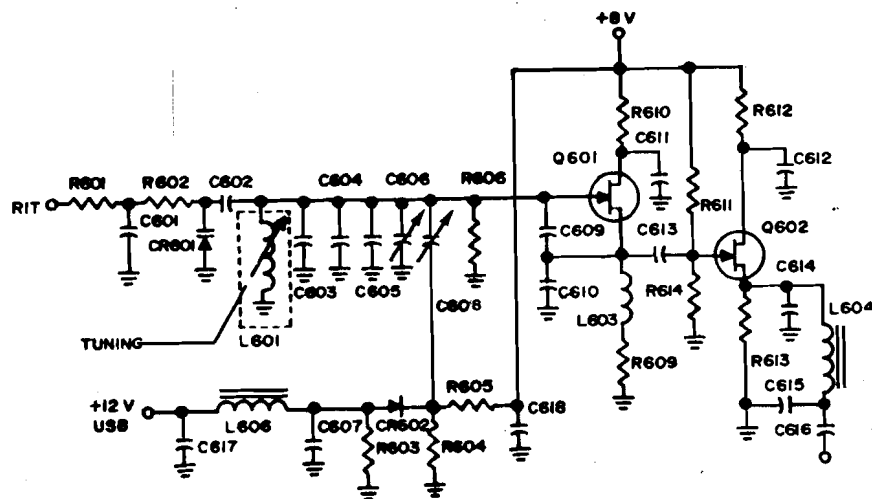 +8 V
R610
R612
C611
Q601
C612
C602
C604
C606
R606
R601
R602
RIT
R611
C601
C609
C613
Q602
CR601
C614
C603
C605
C608
C610
L603
R614
L604
TUNING
L601
R613
R609
R605
C615
+12 V
USB
L606
C607
CR602
C618
C617
R603
R604
C616